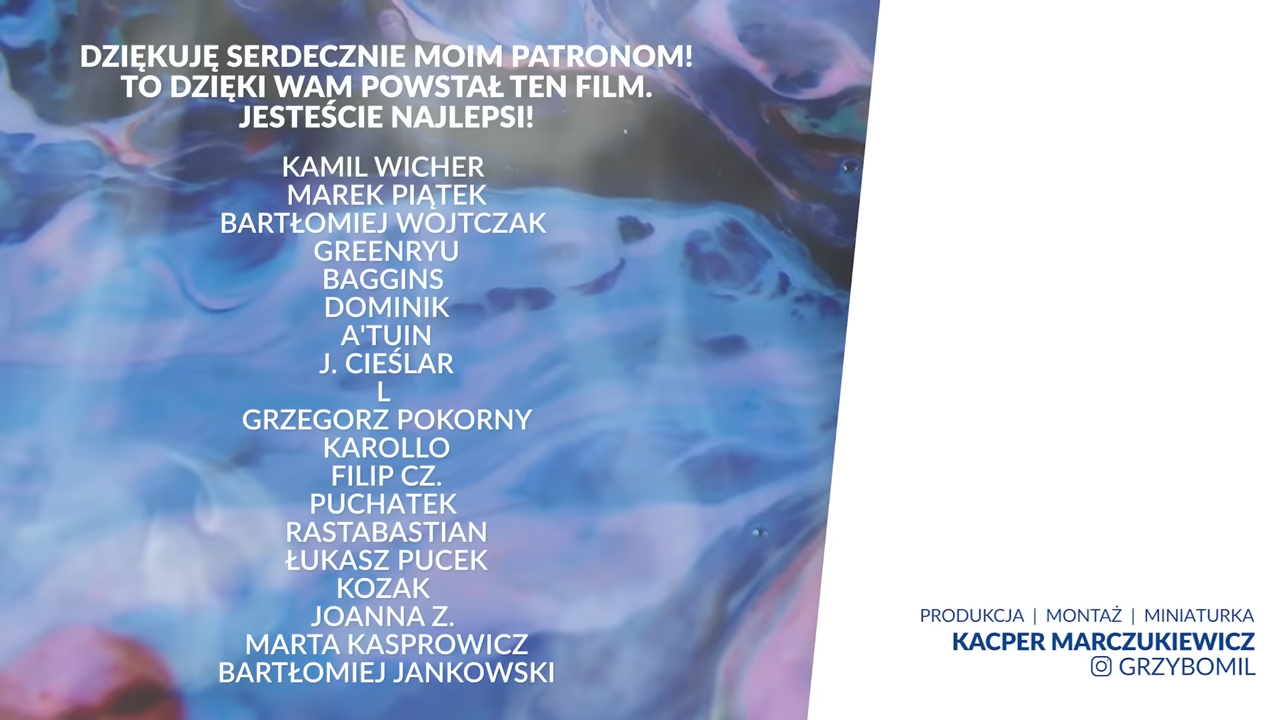 DZIĘKUJĘ SERDECZNIE MOIM PATRONOM!
TO DZIĘKI WAM POWSTAŁ TEN FILM.
JESTEŚCIE NAJLEPSI!
KAMIL WICHER
MAREK PIĄTEK
BARTŁOMIEJ WOJTCZAK
GREENRYU
BAGGINS
DOMINIK
A'TUIN
J. CIEŚLAR
L
GRZEGORZ POKORNY
KAROLLO
FILIP CZ.
PUCHATEK
RASTABASTIAN
ŁUKASZ PUCEK
KOZAK
JOANNA Z.
MARTA KASPROWICZ
BARTŁOMIEJ JANKOWSKI
PRODUKCJA | MONTAŻ | MINIATURKA
KACPER MARCZUKIEWICZ
GRZYBOMIL